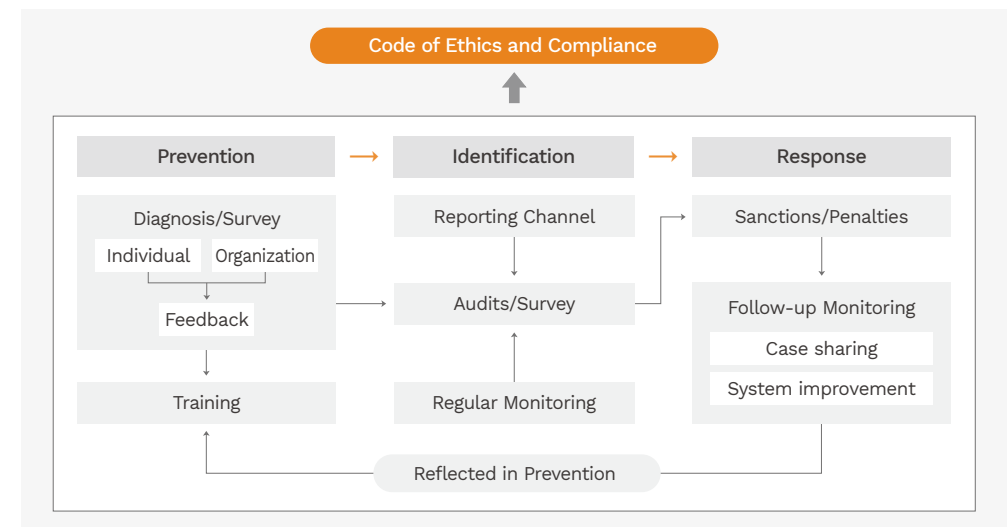 Code of Ethics and Compliance
Prevention
Identification
Response
Diagnosis/Survey
Individual
Organization
Feedback
Training
Reporting Channel
Audits/Survey
Regular Monitoring
Sanctions/Penalties
Follow-up Monitoring
Case sharing
System improvement
Reflected in Prevention